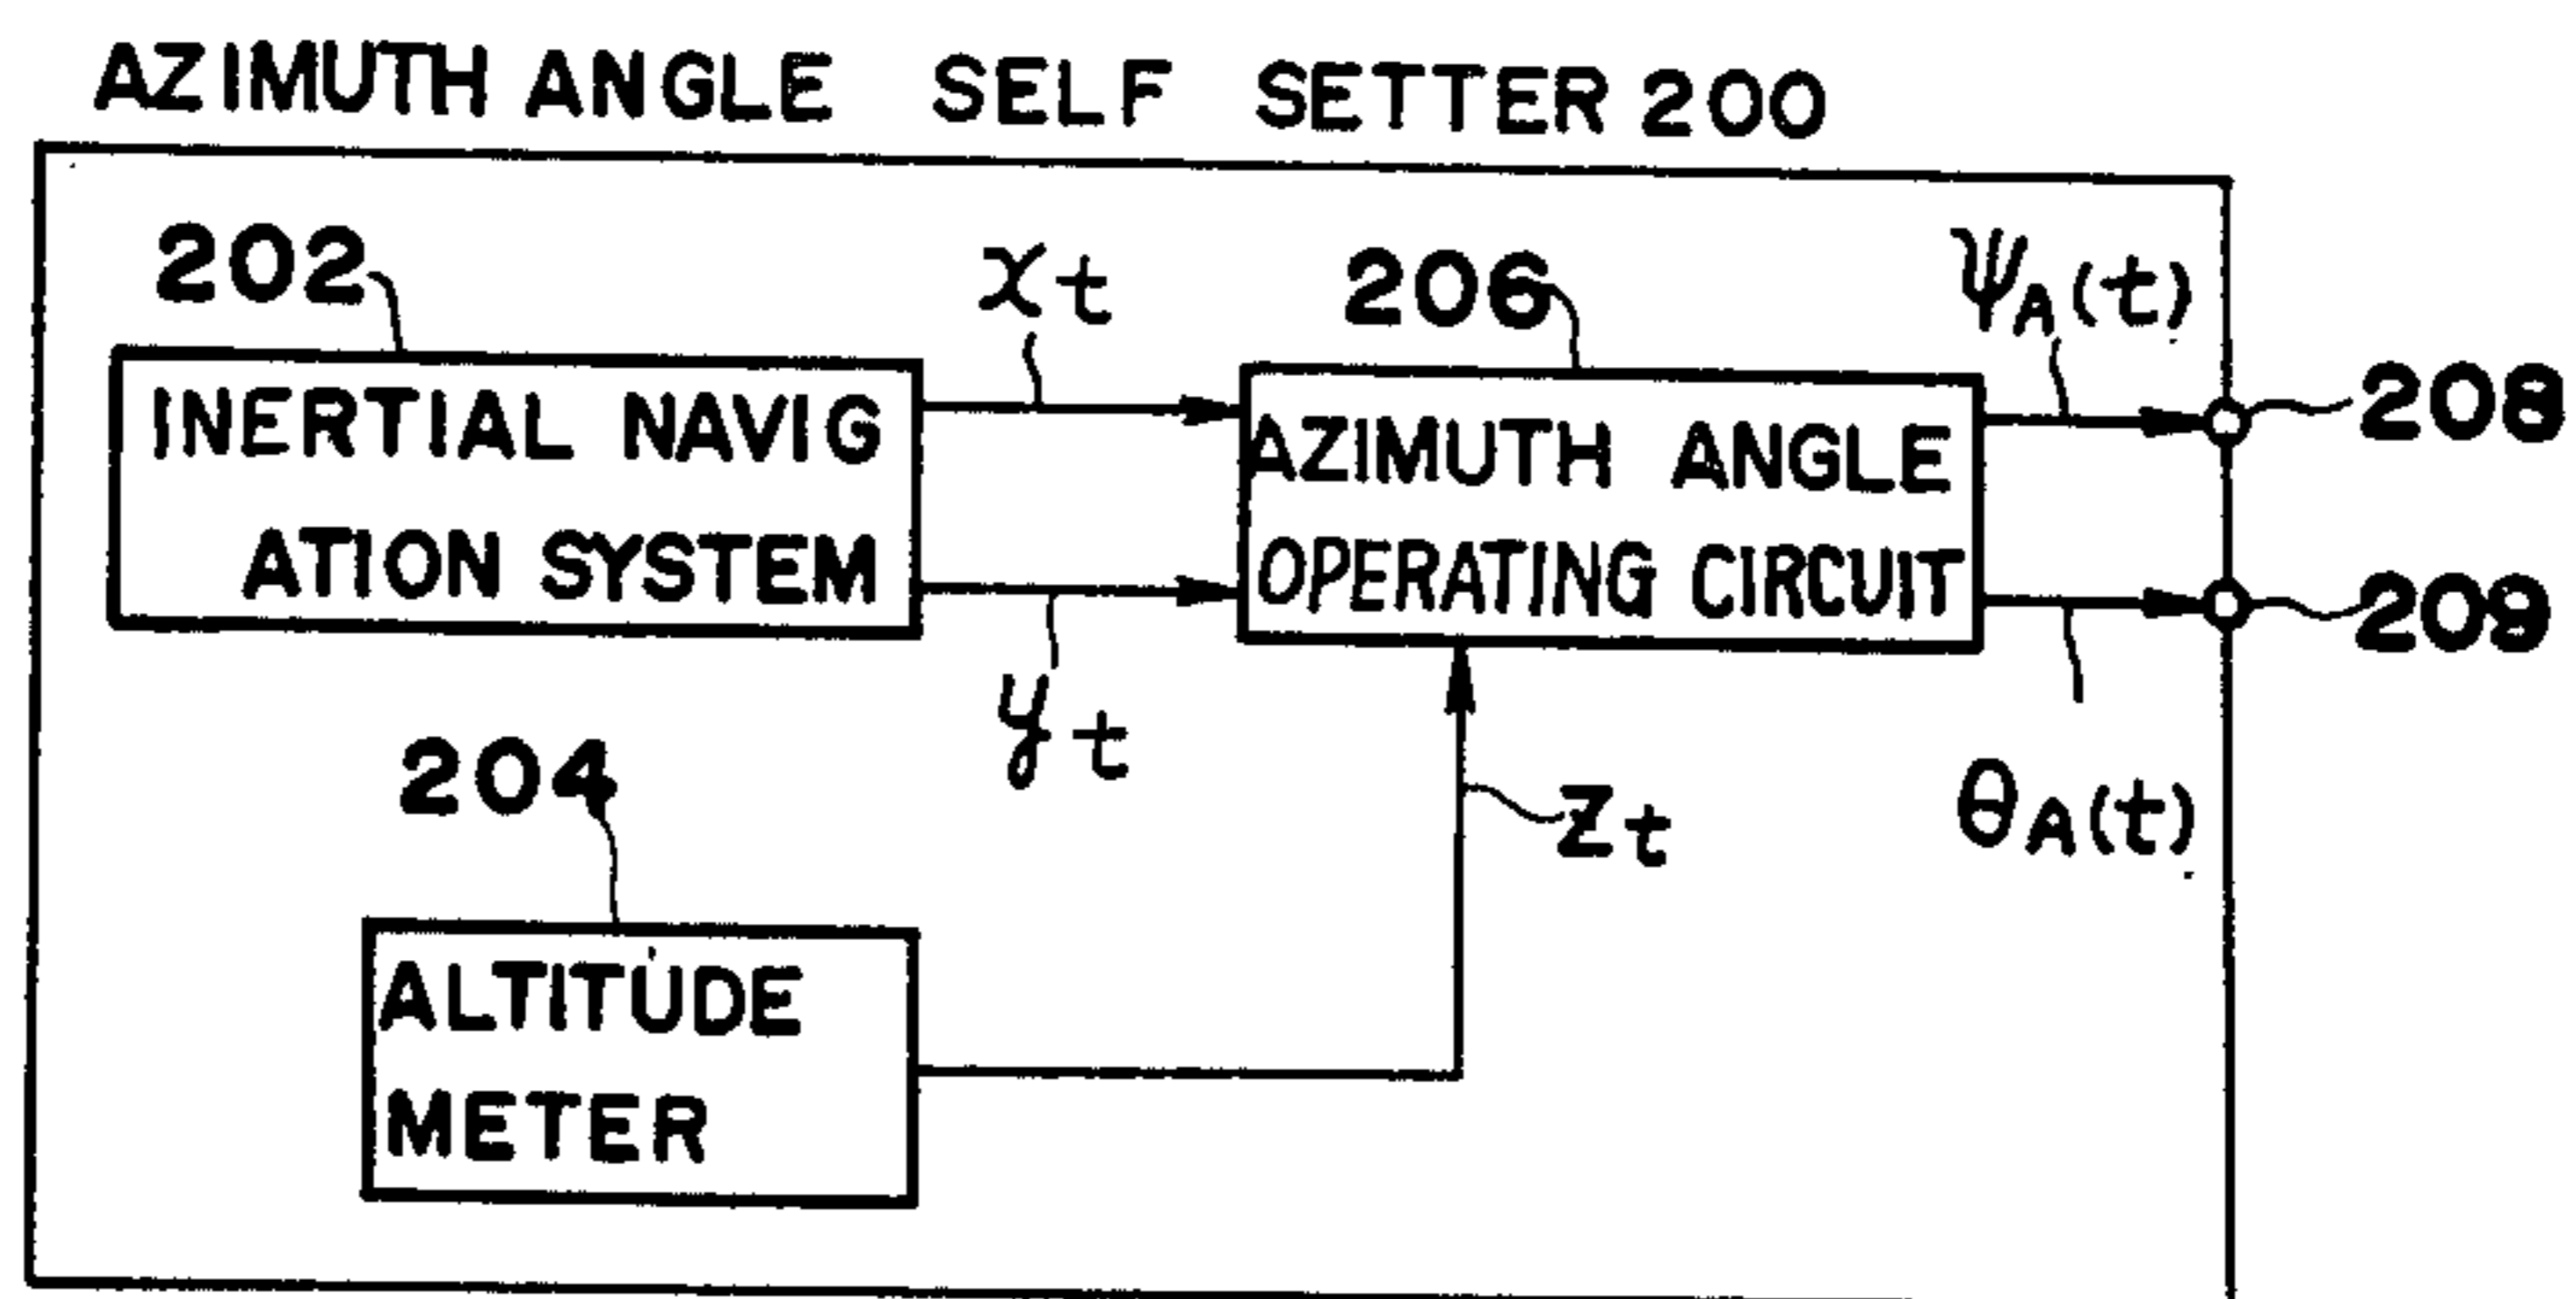 AZIMUTH ANGLE SELF SETTER 200
202
INERTIAL NAVIG
ATION SYSTEM
xt
yt
206
AZIMUTH ANGLE
OPERATING CIRCUIT
ψA(t)
208
209
θA(t)
204
ALTITUDE
METER
Zt